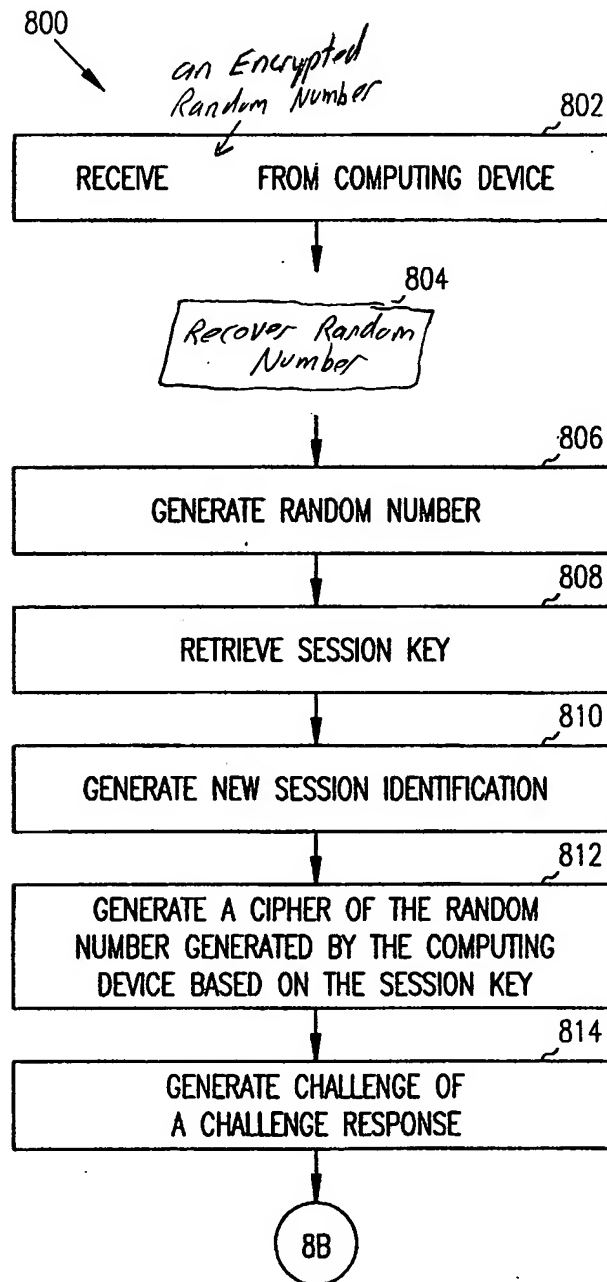 800
an Encrypted
Random Number
802
RECEIVE FROM COMPUTING DEVICE
804
Recover Random
Number
806
GENERATE RANDOM NUMBER
808
RETRIEVE SESSION KEY
810
GENERATE NEW SESSION IDENTIFICATION
812
GENERATE A CIPHER OF THE RANDOM
NUMBER GENERATED BY THE COMPUTING
DEVICE BASED ON THE SESSION KEY
814
GENERATE CHALLENGE OF
A CHALLENGE RESPONSE
8B